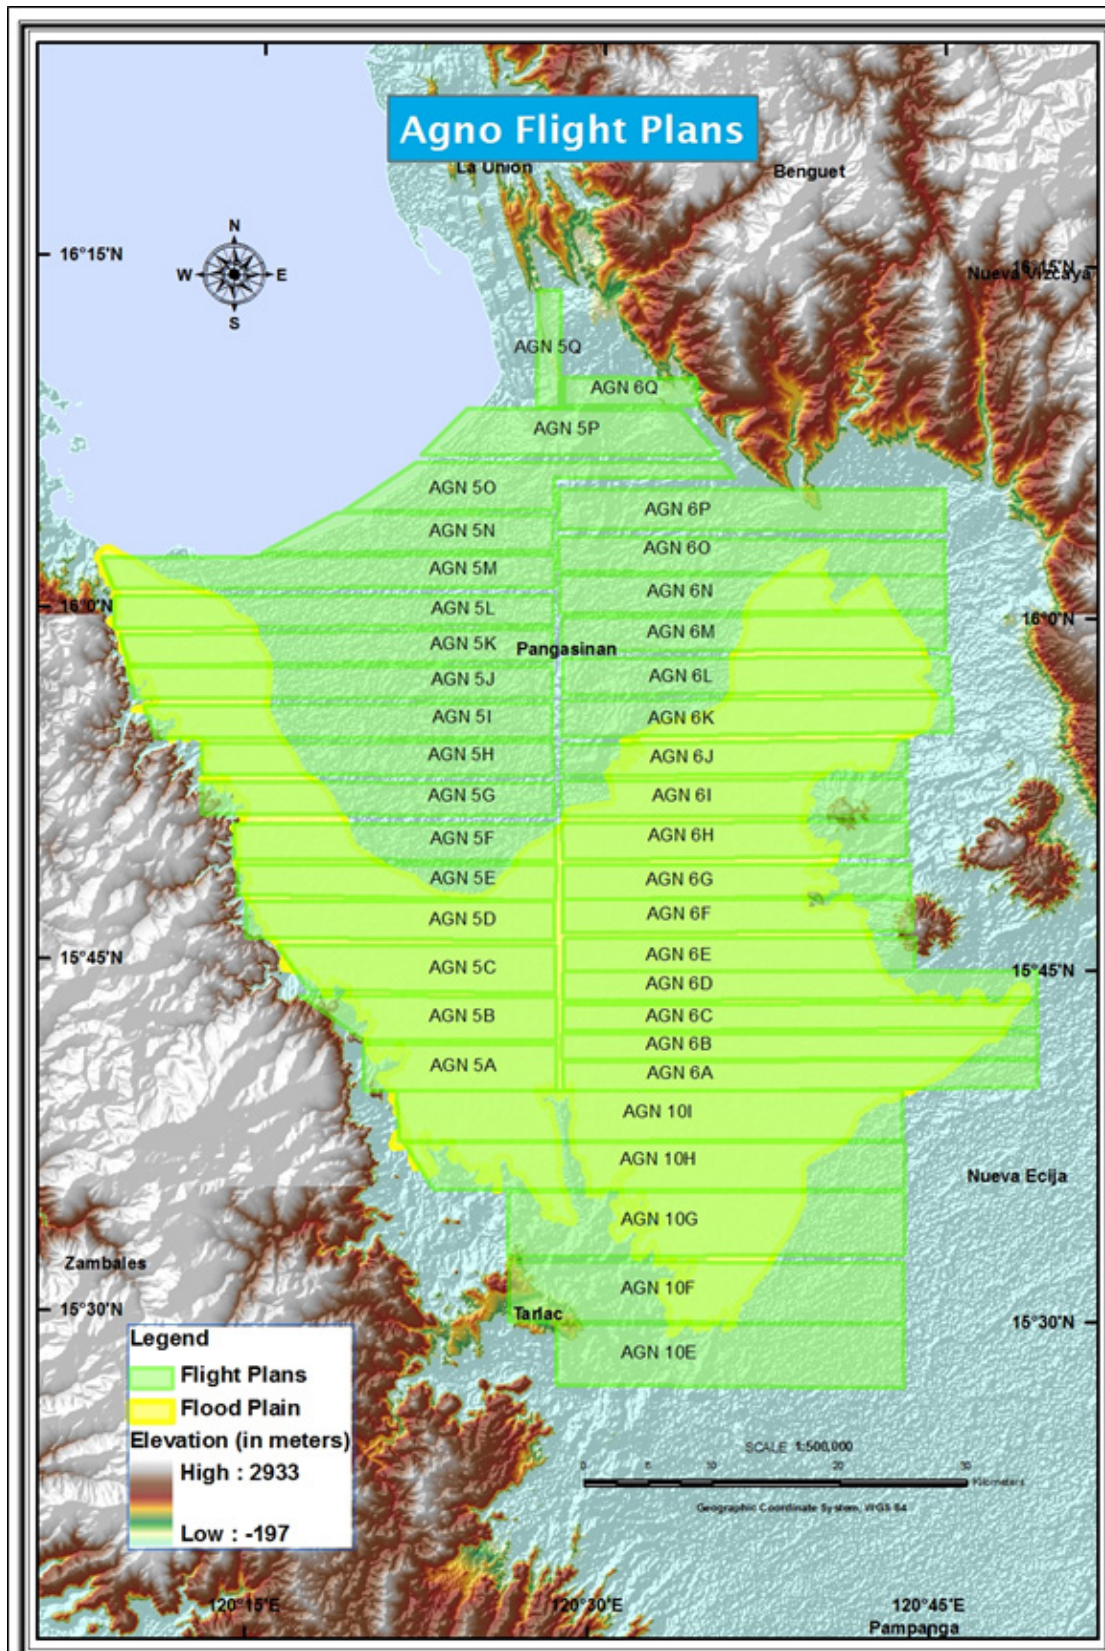 Agno Flight Plans
La Union
Benguet
N
16°15'N
W
E
Nueva Vizcaya
16°15'N
S
AGN 5Q
AGN 6Q
AGN 5P
AGN 5O
AGN 6P
AGN 5N
AGN 6O
AGN 5M
AGN 6N
16°0'N
AGN 5L
16°0'N
AGN 6M
AGN 5K
Pangasinan
AGN 5J
AGN 6L
AGN 5I
AGN 6K
AGN 5H
AGN 6J
AGN 5G
AGN 6I
AGN 5F
AGN 6H
AGN 5E
AGN 6G
AGN 5D
AGN 6F
15°45'N
AGN 5C
AGN 6E
15°45'N
AGN 6D
AGN 5B
AGN 6C
AGN 6B
AGN 5A
AGN 6A
AGN 10I
AGN 10H
Nueva Ecija
AGN 10G
Zambales
AGN 10F
15°30'N
Tarlac
15°30'N
AGN 10E
Legend
Flight Plans
Flood Plain
Elevation (in meters)
High : 2933
Low : -197
SCALE 1:500,000
0 5 10 20 30
Kilometers
Geographic Coordinate System, WGS 84
120°15'E
120°30'E
120°45'E
Pampanga